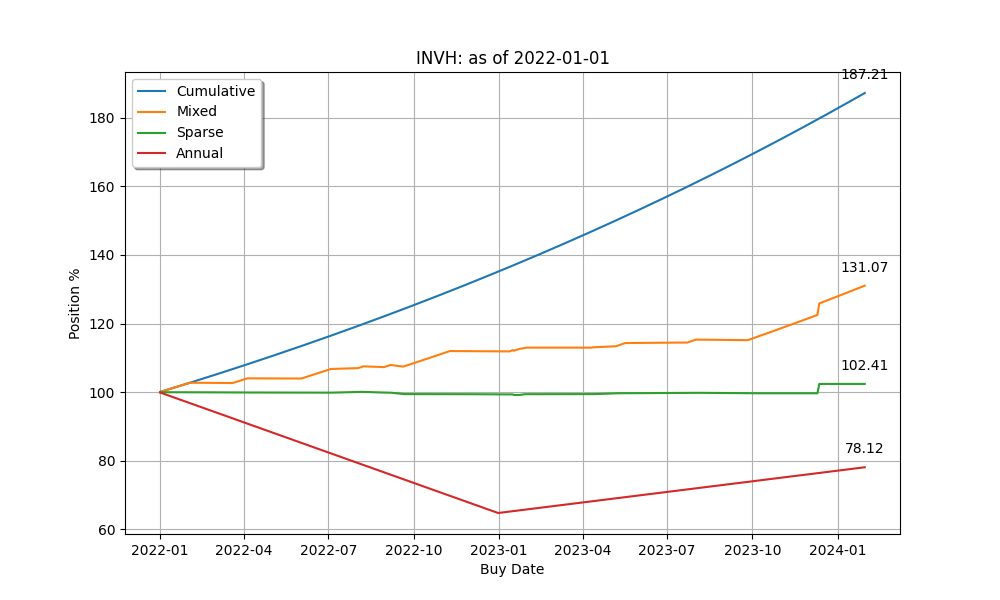 INVH: as of 2022-01-01
187.21
Cumulative
Mixed
Sparse
Annual
180
160
140
120
100
80
60
131.07
102.41
78.12
Position %
2022-01 2022-04 2022-07 2022-10 2023-01 2023-04 2023-07 2023-10 2024-01
Buy Date